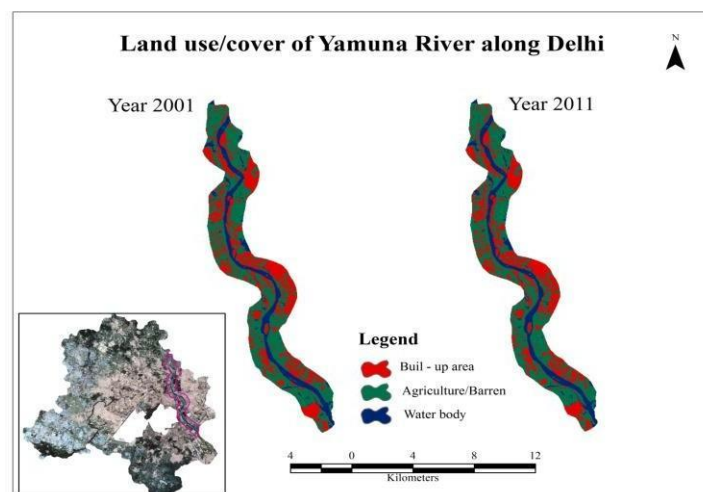 Land use/cover of Yamuna River along Delhi
N
Year 2001
Year 2011
Legend
Buil - up area
Agriculture/Barren
Water body
4 0 4 8 12
Kilometers